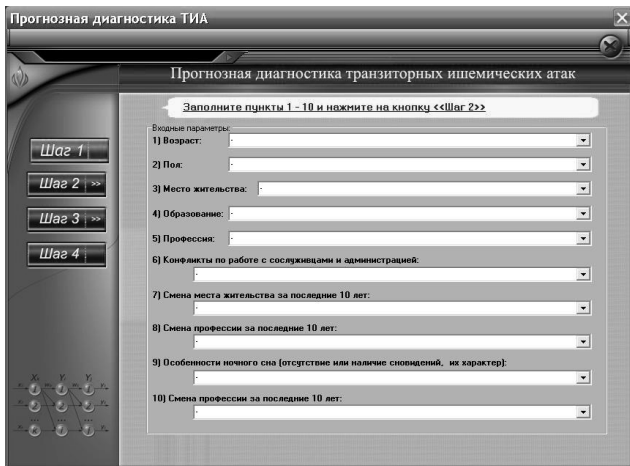 Прогнозная диагностика ТИА
Прогнозная диагностика транзиторных ишемических атак
Заполните пункты 1 - 10 и нажмите на кнопку <<Шаг 2>>
Входные параметры:
1) Возраст: -
2) Пол: -
3) Место жительства: -
4) Образование: -
5) Профессия: -
6) Конфликты по работе с сослуживцами и администрацией:
-
7) Смена места жительства за последние 10 лет:
-
8) Смена профессии за последние 10 лет:
-
9) Особенности ночного сна (отсутствие или наличие сновидений, их характер):
-
10) Смена профессии за последние 10 лет:
-
Шаг 1
Шаг 2 >>
Шаг 3 >>
Шаг 4